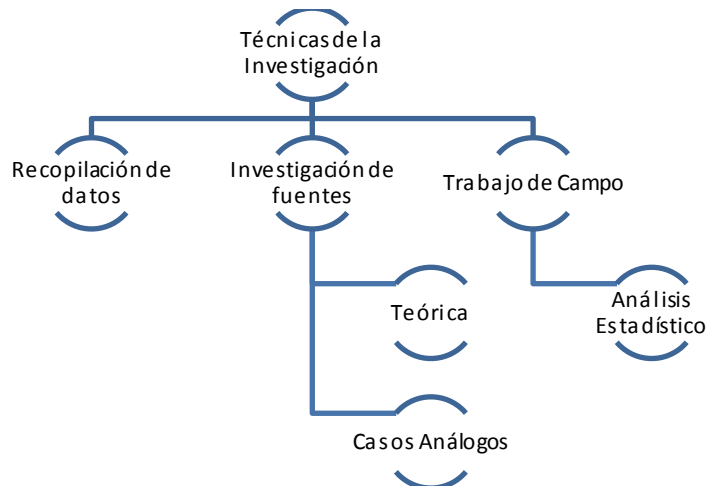 Técnicas de la
Investigación
Recopilación de
datos
Investigación de
fuentes
Trabajo de Campo
Teórica
Análisis
Estadístico
Casos Análogos